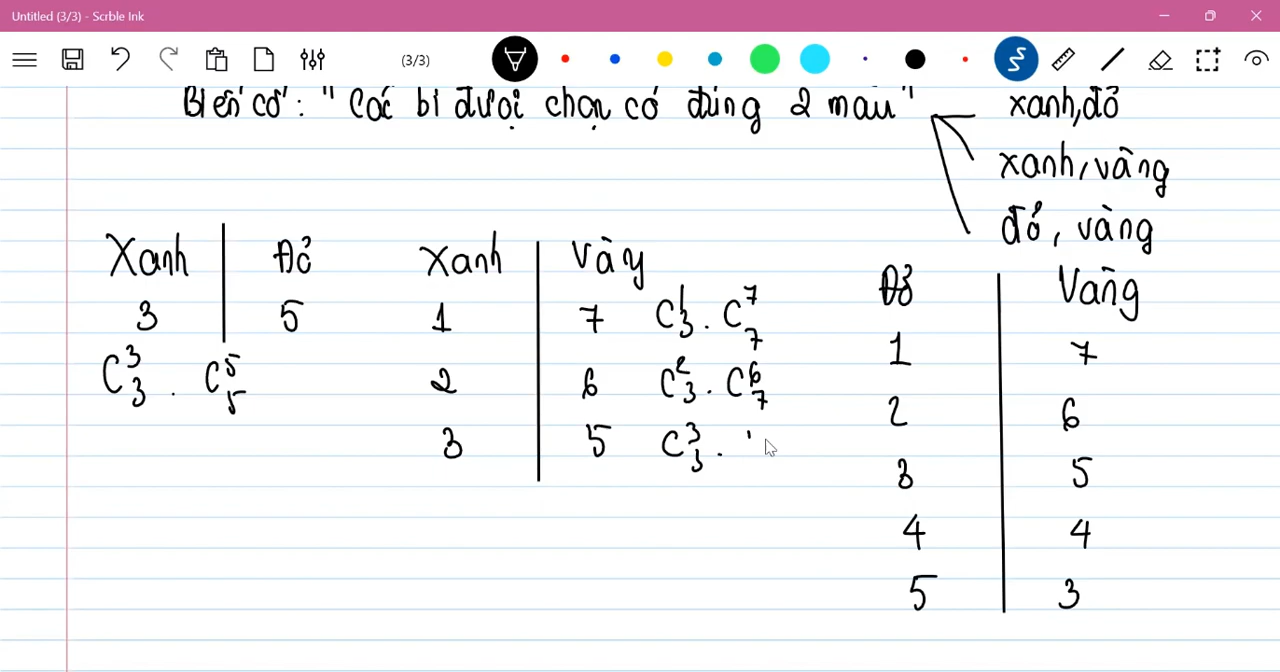 Untitled (3/3) - Scrble Ink
(3/3)
Biến cố: " Các bi được chọn có đúng 2 màu"
xanh, đỏ
xanh, vàng
đỏ, vàng
Xanh Đỏ
3 5
C³₃ . C⁵₅
Xanh Vày
1 7 C¹₃ . C⁷₇
2 6 C²₃ . C⁶₇
3 5 C³₃ .
Đỏ Vàng
1 7
2 6
3 5
4 4
5 3